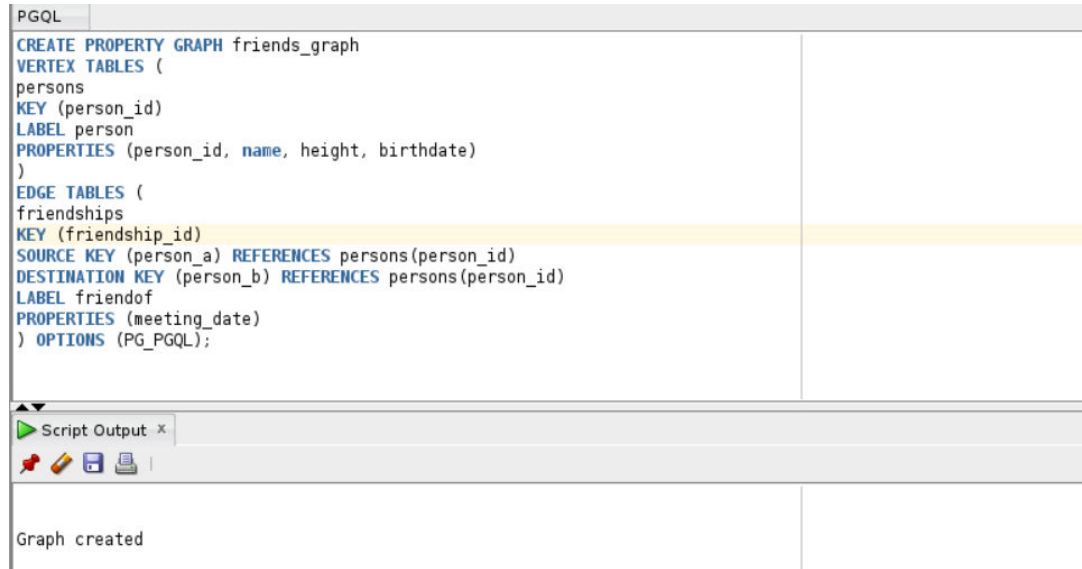 PGQL
CREATE PROPERTY GRAPH friends_graph
VERTEX TABLES (
persons
KEY (person_id)
LABEL person
PROPERTIES (person_id, name, height, birthdate)
)
EDGE TABLES (
friendships
KEY (friendship_id)
SOURCE KEY (person_a) REFERENCES persons(person_id)
DESTINATION KEY (person_b) REFERENCES persons(person_id)
LABEL friendof
PROPERTIES (meeting_date)
) OPTIONS (PG_PGQL);
Script Output x
Graph created